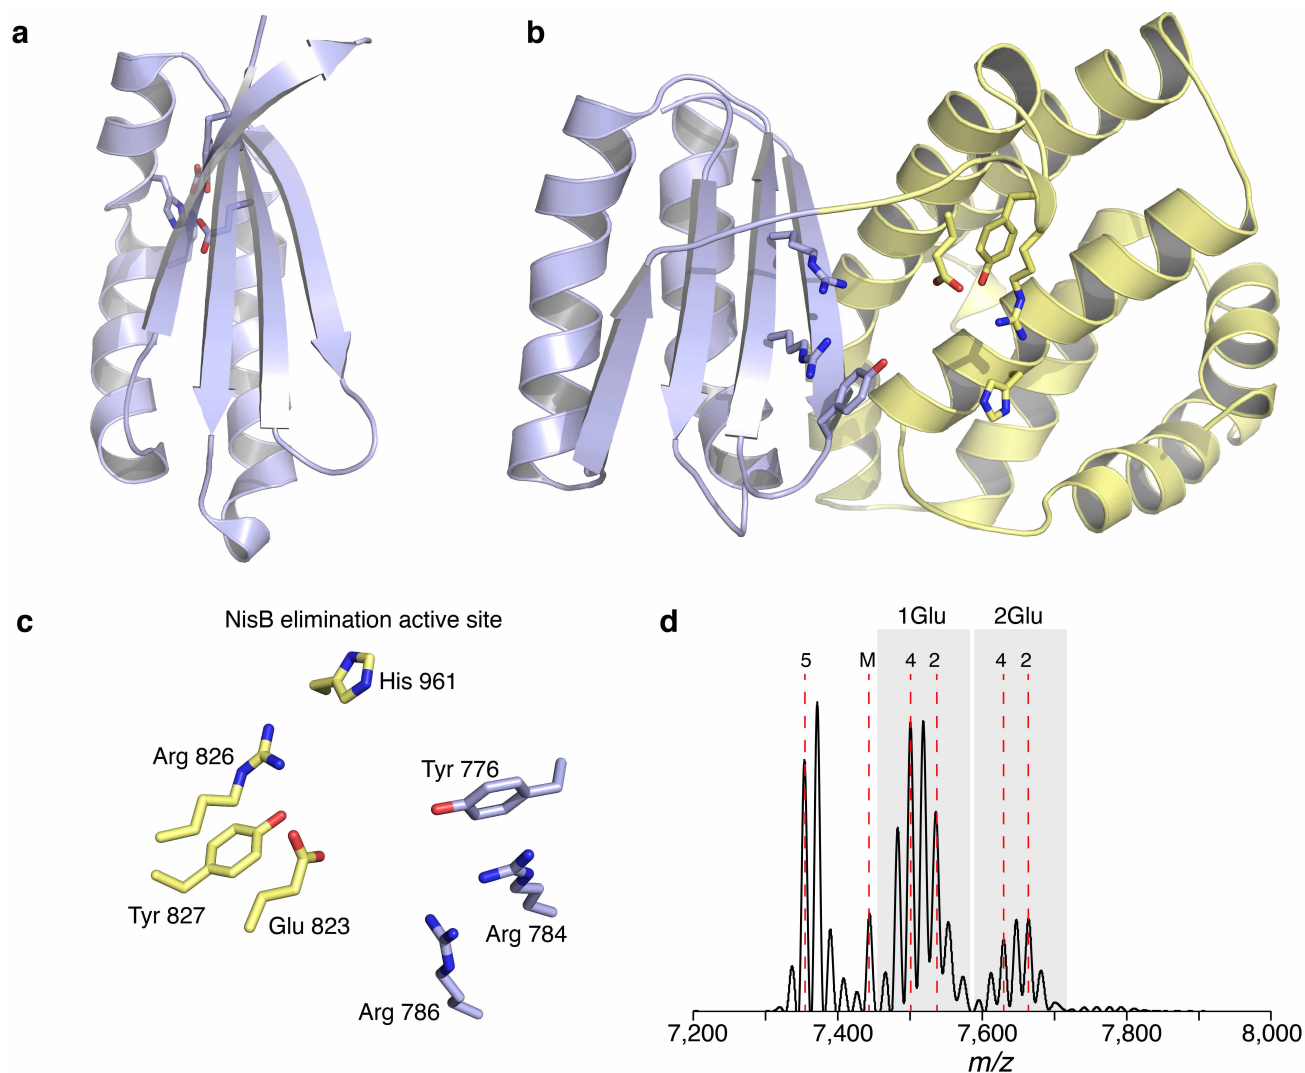 a
b
c
NisB elimination active site
His 961
Arg 826
Tyr 776
Tyr 827
Glu 823
Arg 784
Arg 786
d
1Glu 2Glu
5 M 4 2 4 2
7,200 7,400 7,600 7,800 8,000
m/z